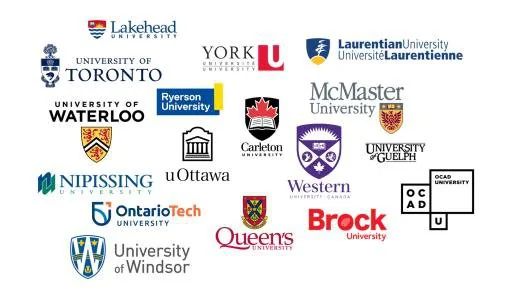 Lakehead
UNIVERSITY
UNIVERSITY OF
TORONTO
YORK U
UNIVERSITÉ
UNIVERSITY
LaurentianUniversity
UniversitéLaurentienne
UNIVERSITY OF
WATERLOO
Ryerson
University
Carleton
UNIVERSITY
McMaster
University
UNIVERSITY
of GUELPH
NIPISSING
UNIVERSITY
uOttawa
Western
UNIVERSITY · CANADA
OCAD
UNIVERSITY
O C
A D
U
OntarioTech
UNIVERSITY
Queen's
UNIVERSITY
Brock
University
University
of Windsor